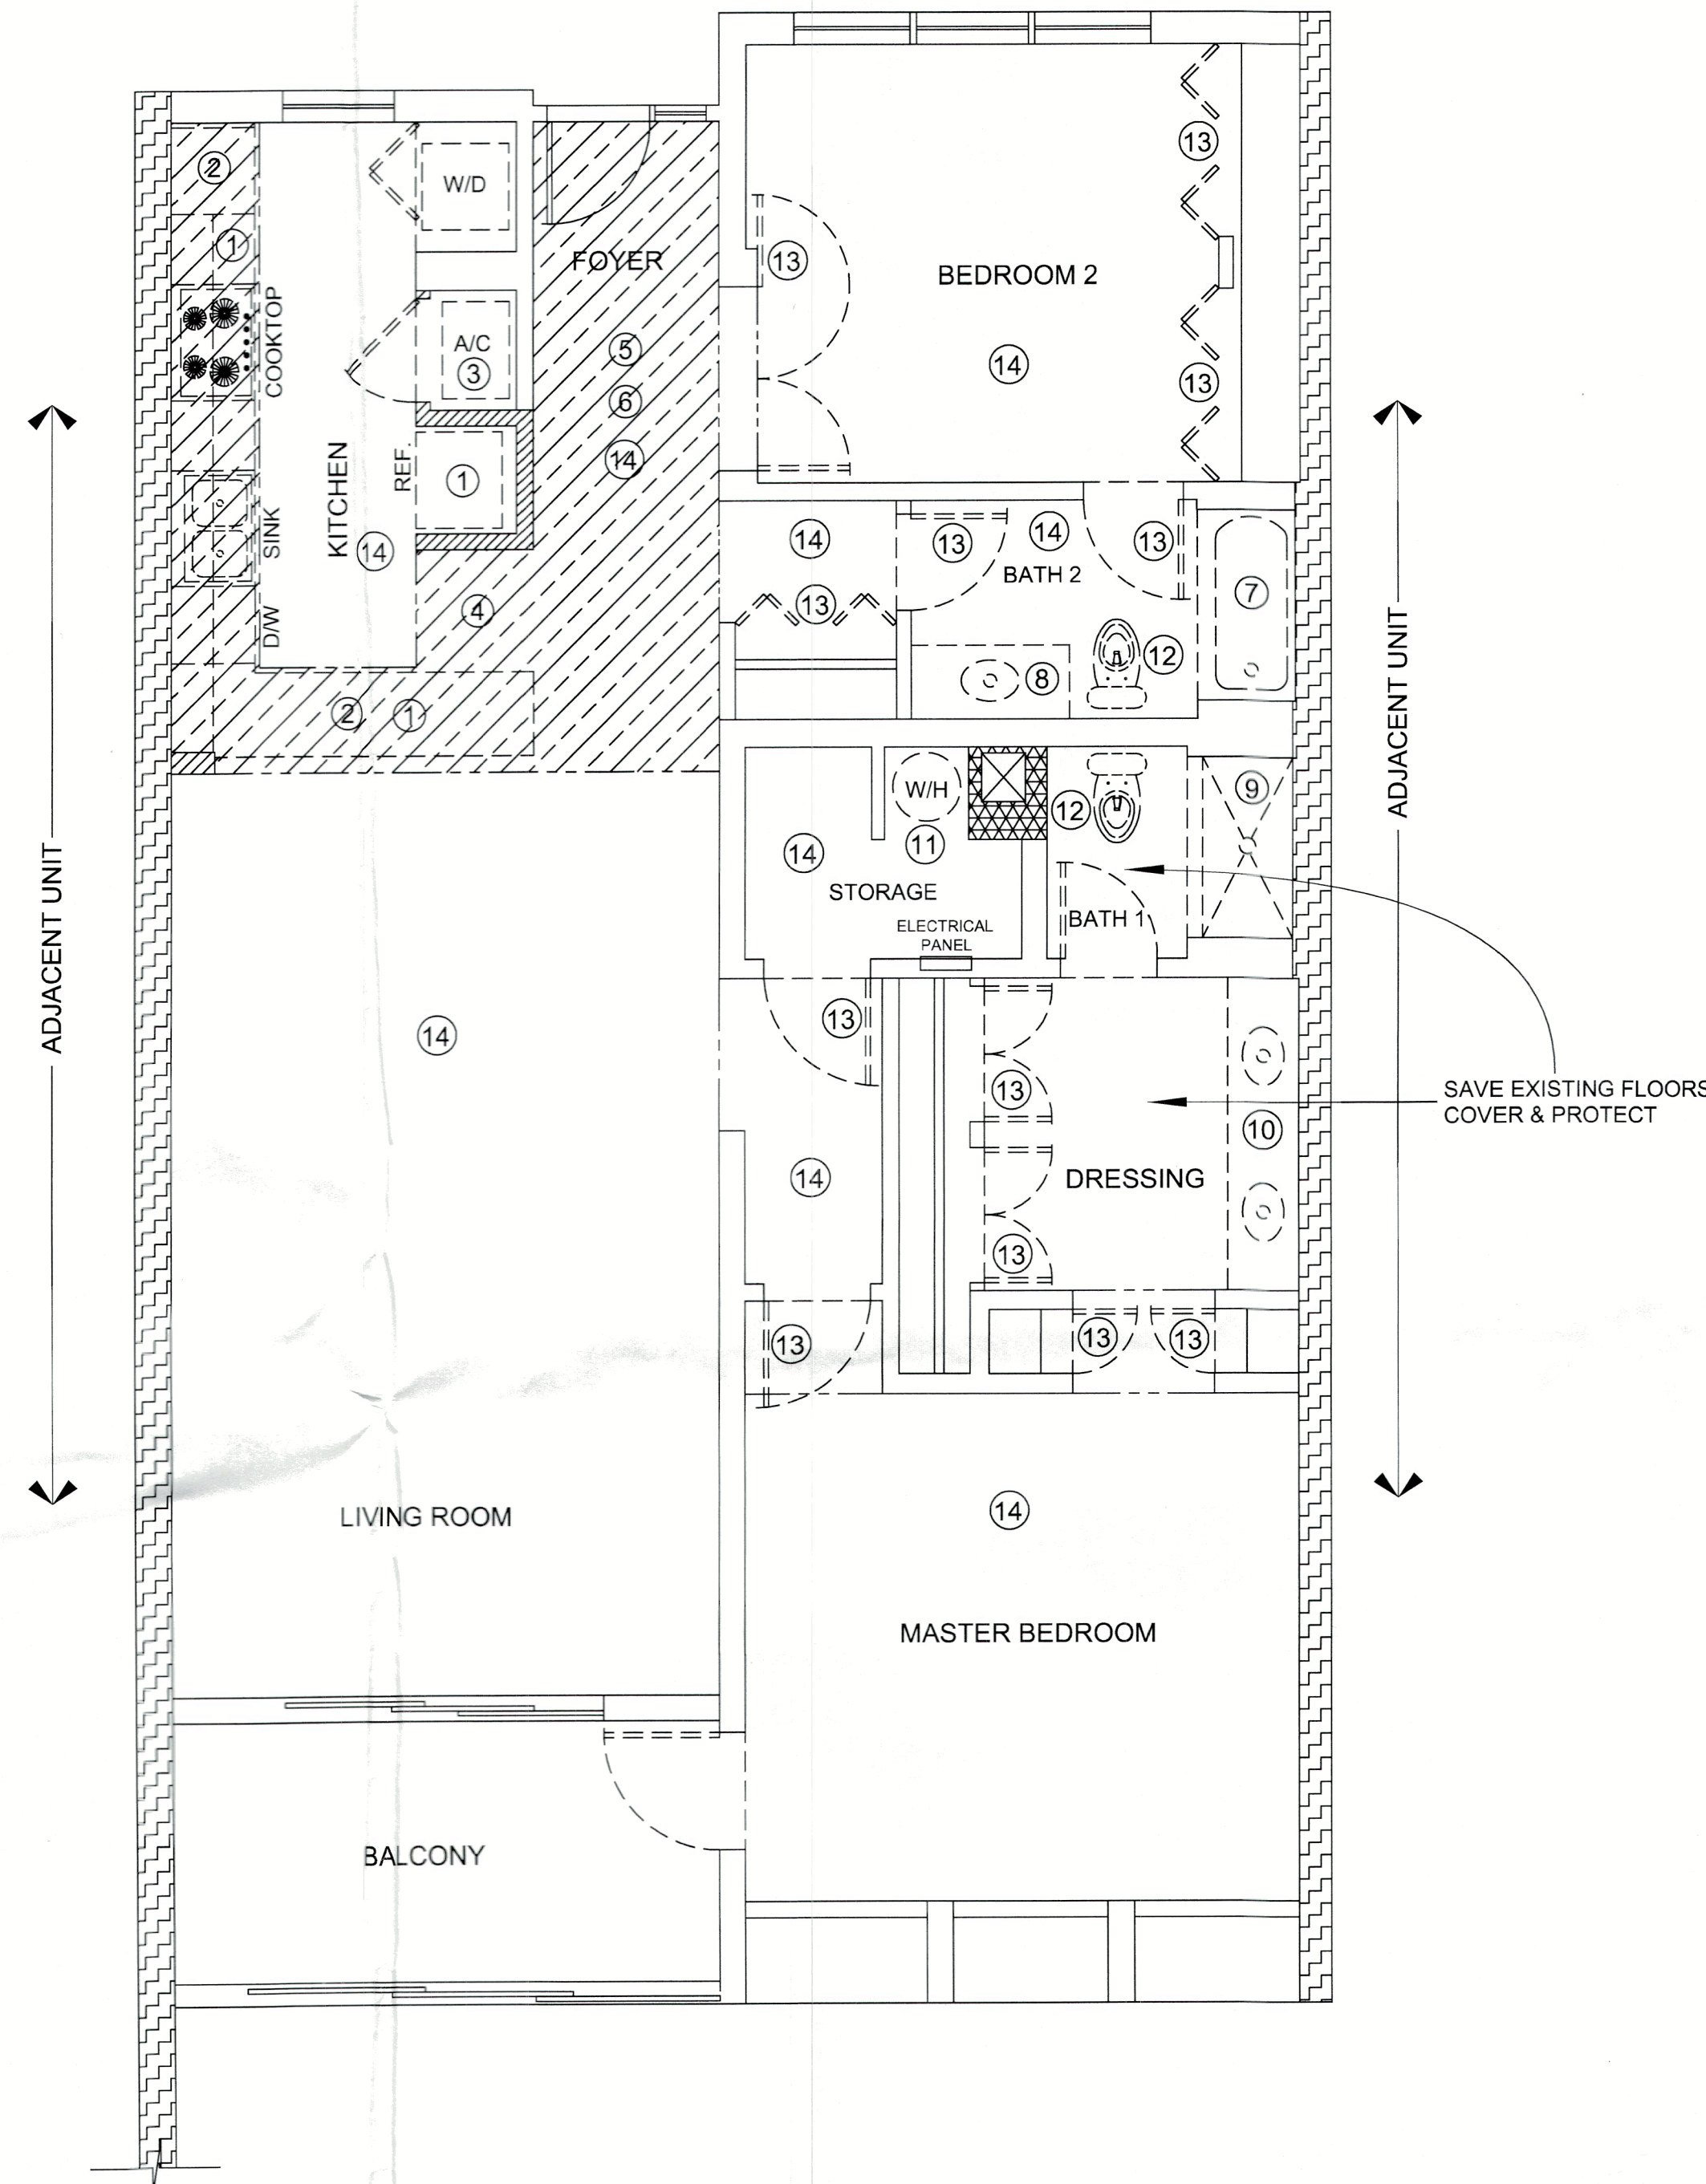 2
W/D
13
1
FOYER
13
BEDROOM 2
COOKTOP
A/C
3
5
14
13
6
KITCHEN
REF.
1
14
SINK
14
14
13
14
13
BATH 2
7
D/W
4
13
12
8
2
1
W/H
12
9
11
14
STORAGE
ELECTRICAL
PANEL
BATH 1
ADJACENT UNIT
ADJACENT UNIT
14
13
13
SAVE EXISTING FLOORS
COVER & PROTECT
10
14
DRESSING
13
13
13
13
LIVING ROOM
14
MASTER BEDROOM
BALCONY